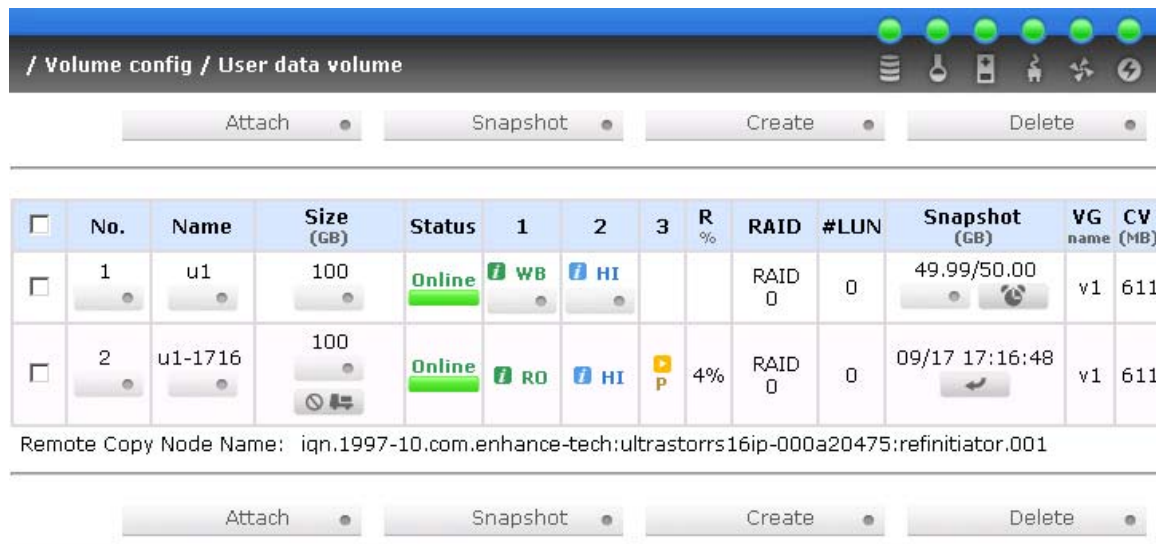 / Volume config / User data volume
Attach Snapshot Create Delete
No. Name Size (GB) Status 1 2 3 R % RAID #LUN Snapshot (GB) VG name CV (MB)
1 u1 100 Online WB HI RAID 0 0 49.99/50.00 v1 611
2 u1-1716 100 Online RO HI P 4% RAID 0 0 09/17 17:16:48 v1 611
Remote Copy Node Name: iqn.1997-10.com.enhance-tech:ultrastorrs16ip-000a20475:refinitiator.001
Attach Snapshot Create Delete